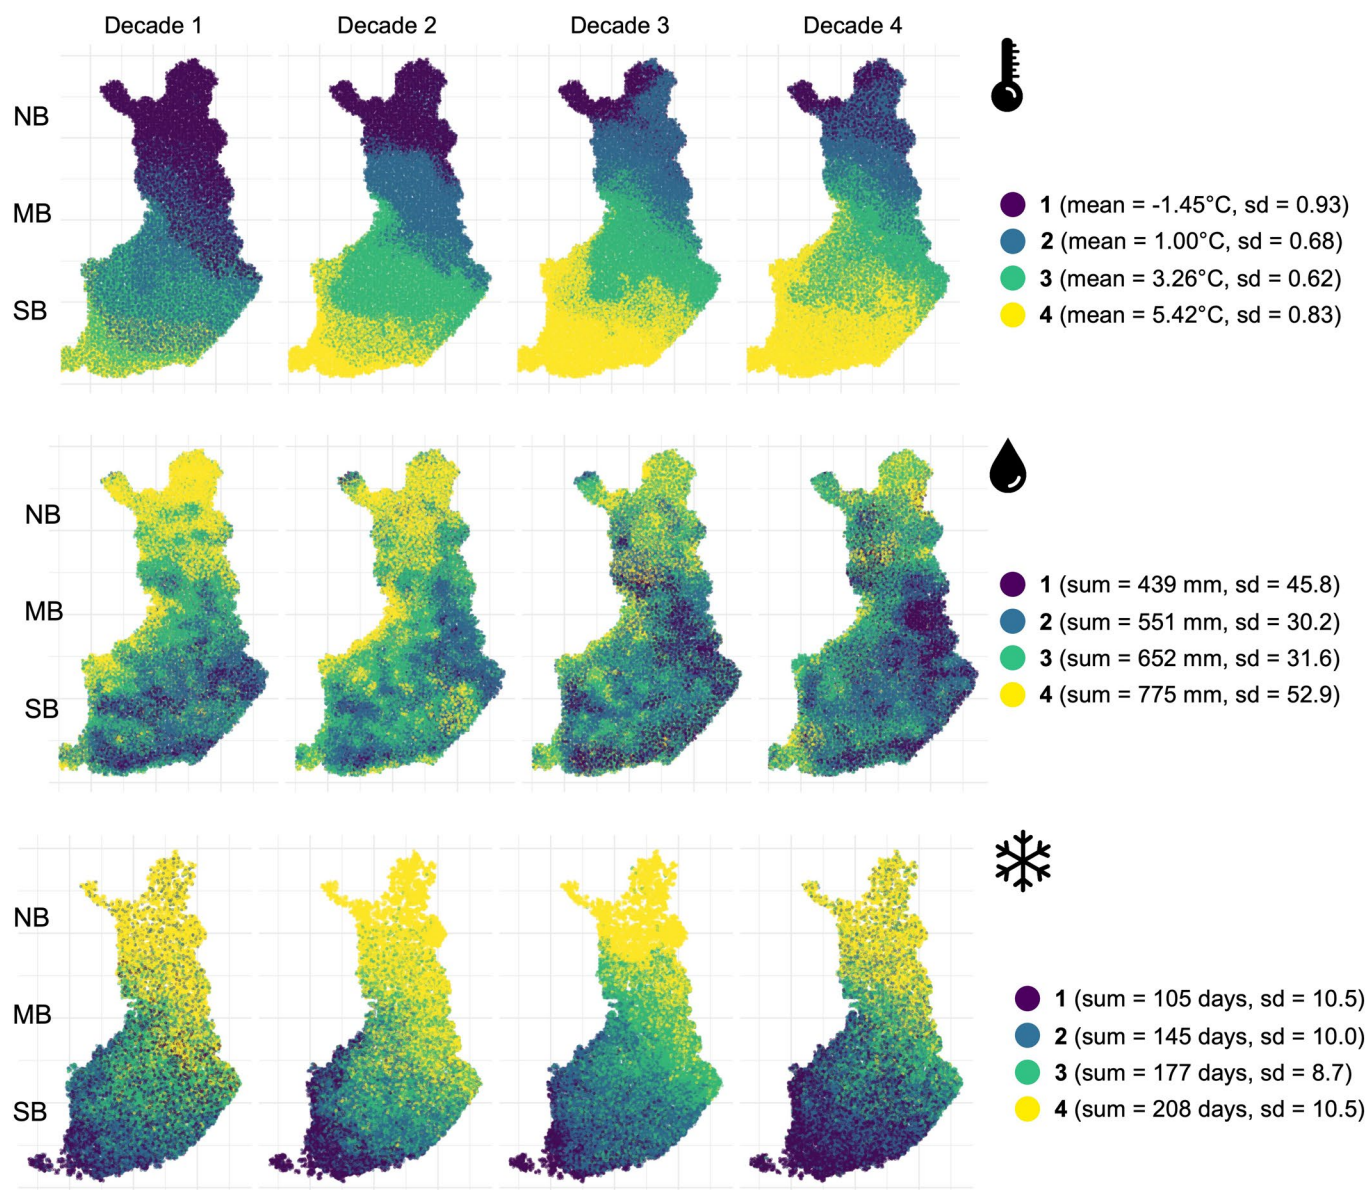 Decade 1 Decade 2 Decade 3 Decade 4
NB
MB
SB
1 (mean = -1.45°C, sd = 0.93)
2 (mean = 1.00°C, sd = 0.68)
3 (mean = 3.26°C, sd = 0.62)
4 (mean = 5.42°C, sd = 0.83)
NB
MB
SB
1 (sum = 439 mm, sd = 45.8)
2 (sum = 551 mm, sd = 30.2)
3 (sum = 652 mm, sd = 31.6)
4 (sum = 775 mm, sd = 52.9)
NB
MB
SB
1 (sum = 105 days, sd = 10.5)
2 (sum = 145 days, sd = 10.0)
3 (sum = 177 days, sd = 8.7)
4 (sum = 208 days, sd = 10.5)